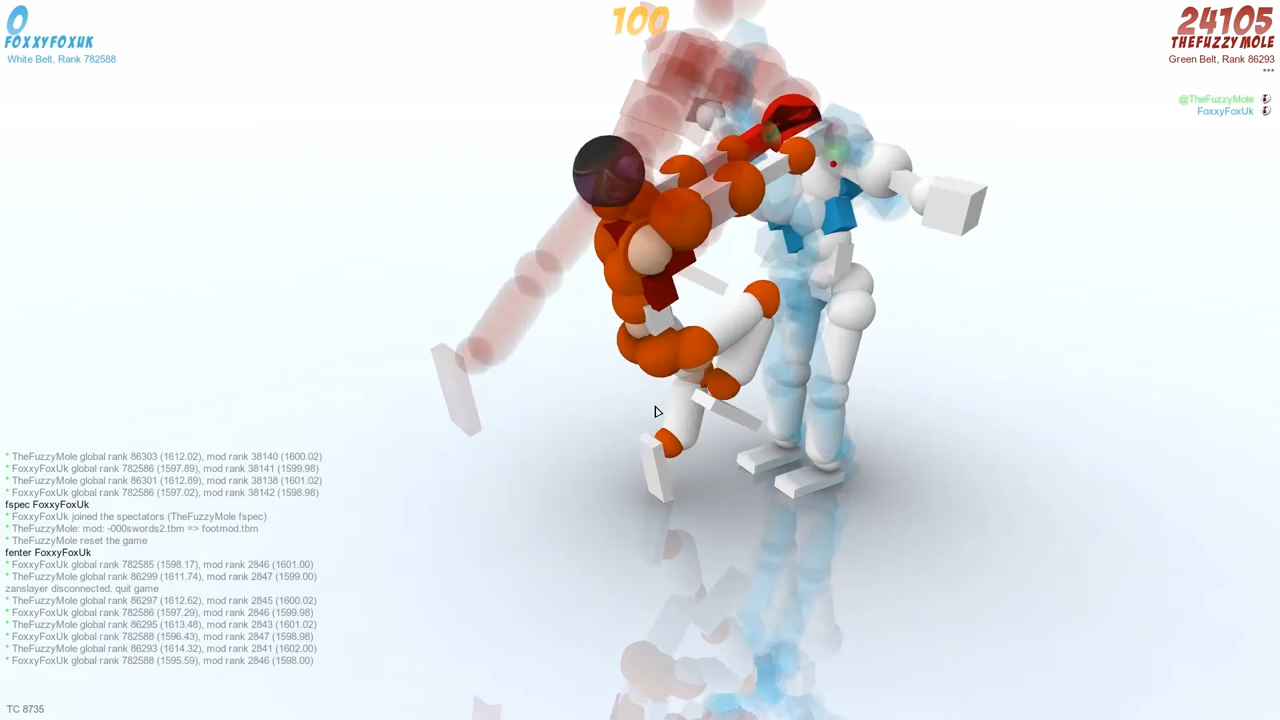 0
FOXXYFOXUK
White Belt, Rank 782588
100
24105
THEFUZZYMOLE
Green Belt, Rank 86293
***
@TheFuzzyMole
FoxxyFoxUk
* TheFuzzyMole global rank 86303 (1612.02), mod rank 38140 (1600.02)
* FoxxyFoxUk global rank 782586 (1597.89), mod rank 38141 (1599.98)
* TheFuzzyMole global rank 86301 (1612.89), mod rank 38138 (1601.02)
* FoxxyFoxUk global rank 782586 (1597.02), mod rank 38142 (1598.98)
fspec FoxxyFoxUk
* FoxxyFoxUk joined the spectators (TheFuzzyMole fspec)
* TheFuzzyMole: mod: -000swords2.tbm => footmod.tbm
* TheFuzzyMole reset the game
fenter FoxxyFoxUk
* FoxxyFoxUk global rank 782585 (1598.17), mod rank 2846 (1601.00)
* TheFuzzyMole global rank 86299 (1611.74), mod rank 2847 (1599.00)
zanslayer disconnected. quit game
* TheFuzzyMole global rank 86297 (1612.62), mod rank 2845 (1600.02)
* FoxxyFoxUk global rank 782586 (1597.29), mod rank 2846 (1599.98)
* TheFuzzyMole global rank 86295 (1613.48), mod rank 2843 (1601.02)
* FoxxyFoxUk global rank 782588 (1596.43), mod rank 2847 (1598.98)
* TheFuzzyMole global rank 86293 (1614.32), mod rank 2841 (1602.00)
* FoxxyFoxUk global rank 782588 (1595.59), mod rank 2846 (1598.00)
TC 8735